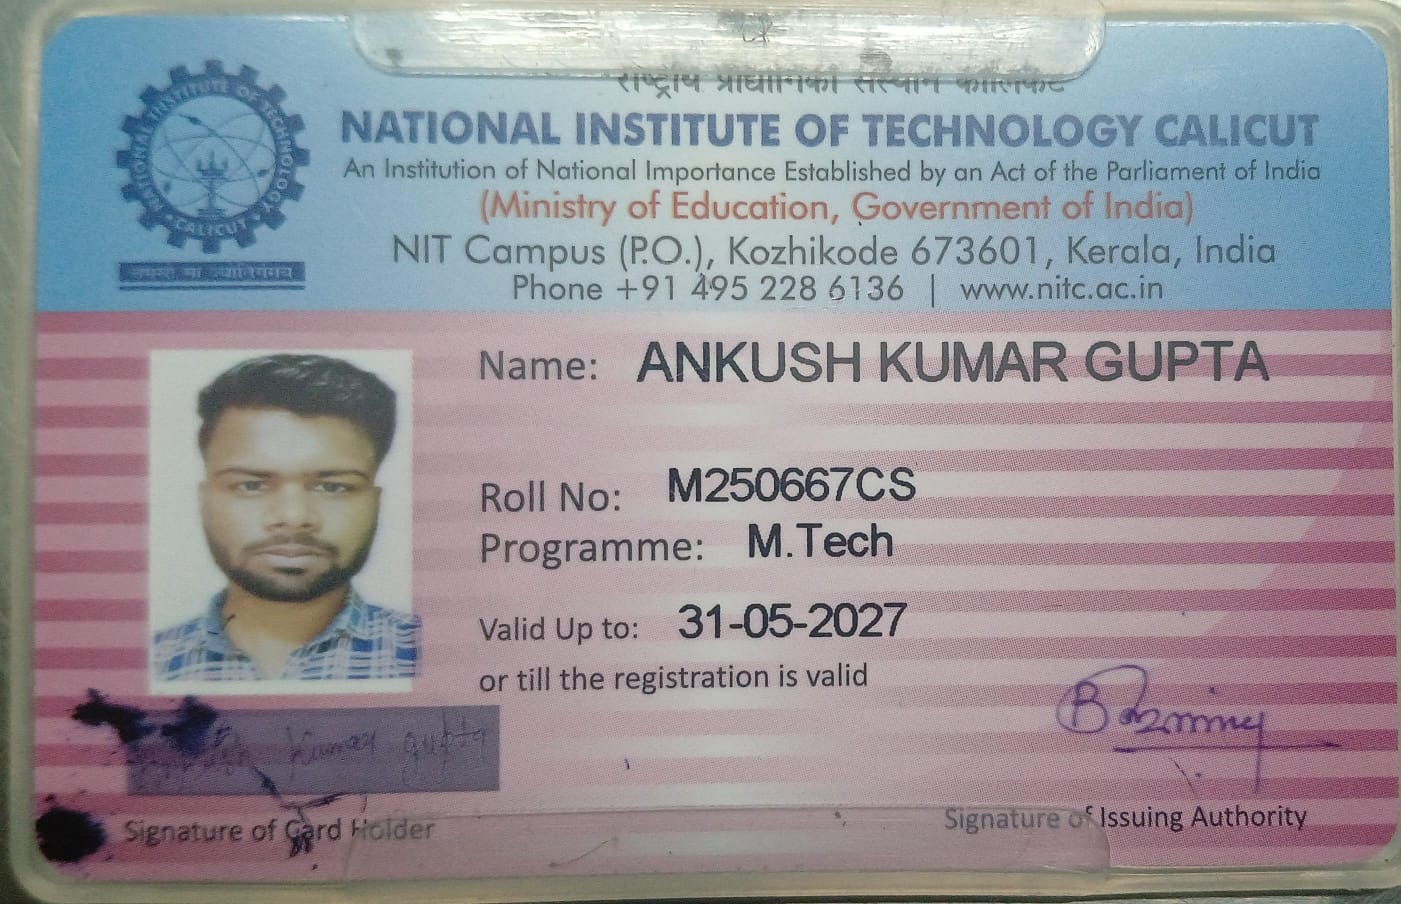 राष्ट्रीय प्रौद्योगिकी संस्थान कालिकट
NATIONAL INSTITUTE OF TECHNOLOGY CALICUT
An Institution of National Importance Established by an Act of the Parliament of India
(Ministry of Education, Government of India)
NIT Campus (P.O.), Kozhikode 673601, Kerala, India
Phone +91 495 228 6136 | www.nitc.ac.in
NATIONAL INSTITUTE OF TECHNOLOGY
CALICUT
तमसो मा ज्योतिर्गमय
Name: ANKUSH KUMAR GUPTA
Roll No: M250667CS
Programme: M.Tech
Valid Up to: 31-05-2027
or till the registration is valid
Kumar gupta
Signature of Card Holder
Signature of Issuing Authority